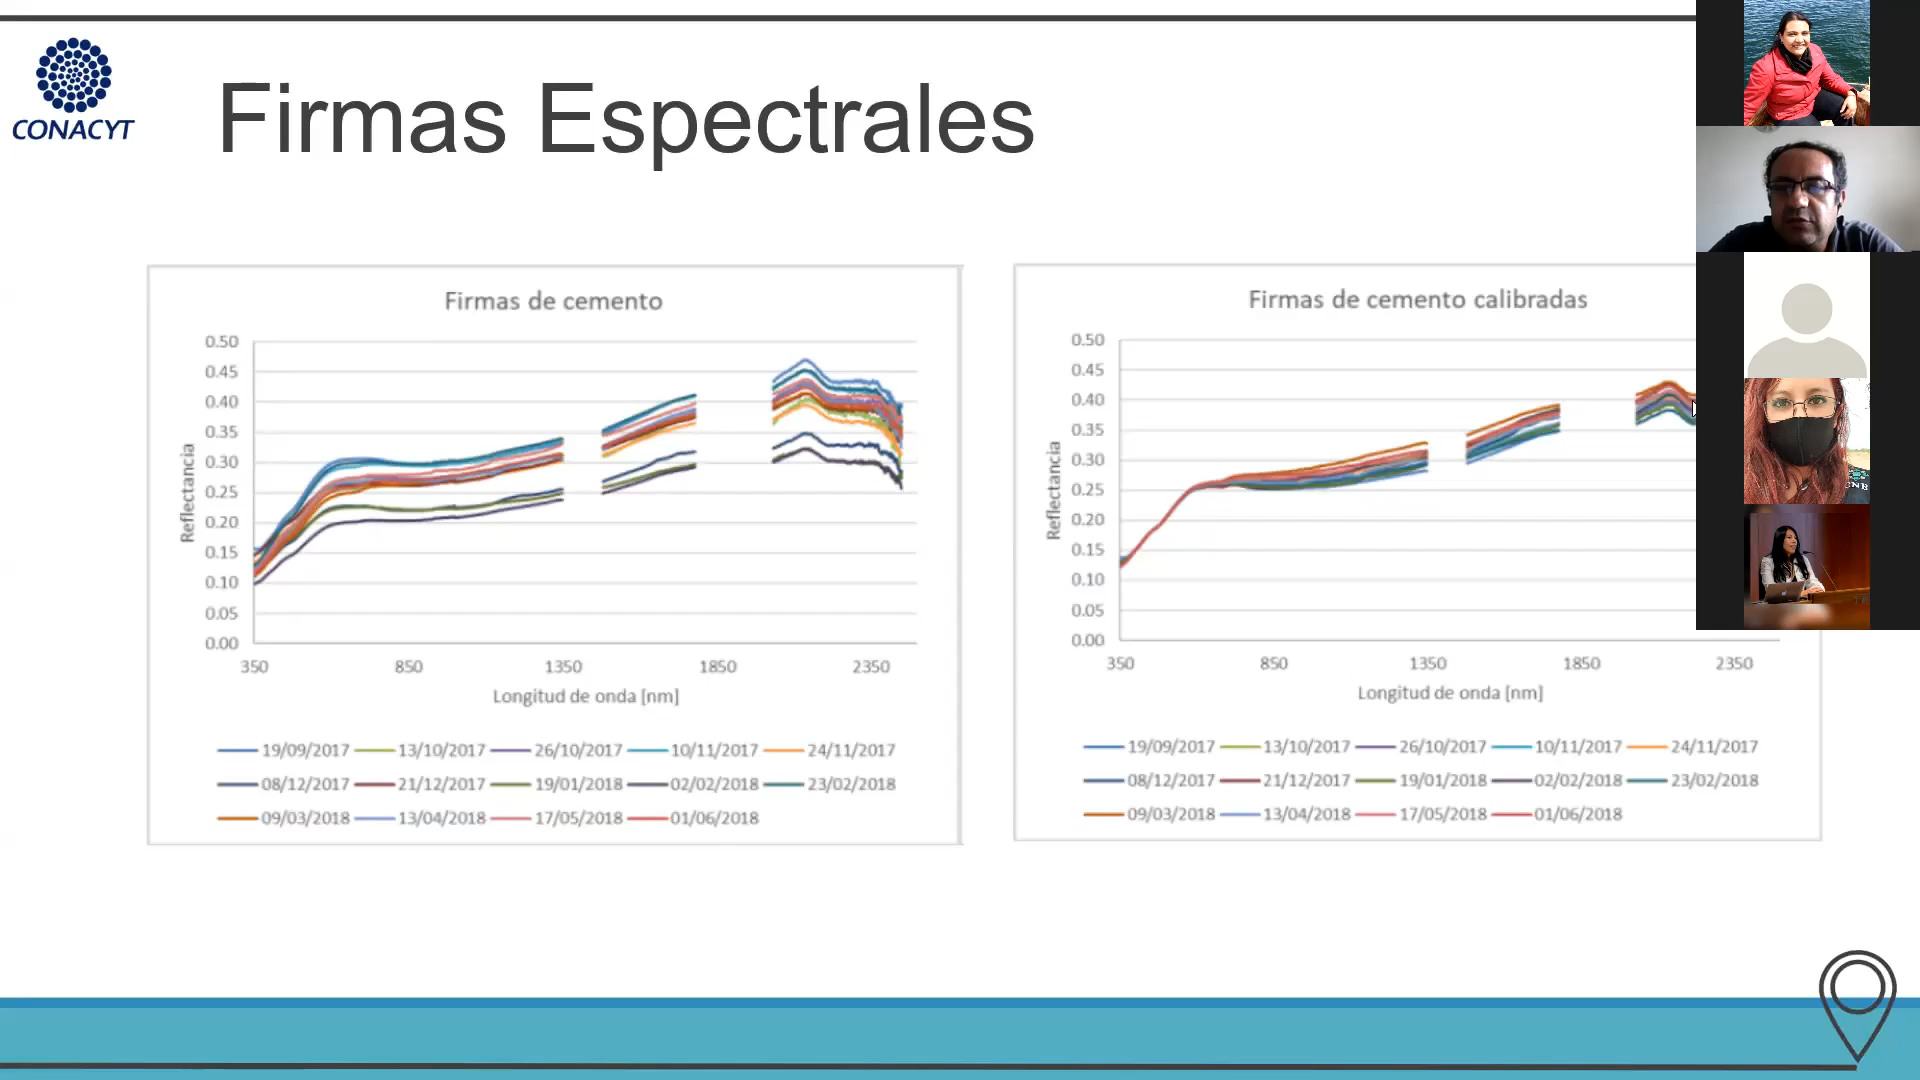 CONACYT
Firmas Espectrales
Firmas de cemento
0.50
0.45
0.40
0.35
0.30
0.25
0.20
0.15
0.10
0.05
0.00
Reflectancia
350 850 1350 1850 2350
Longitud de onda [nm]
19/09/2017 13/10/2017 26/10/2017 10/11/2017 24/11/2017
08/12/2017 21/12/2017 19/01/2018 02/02/2018 23/02/2018
09/03/2018 13/04/2018 17/05/2018 01/06/2018
Firmas de cemento calibradas
0.50
0.45
0.40
0.35
0.30
0.25
0.20
0.15
0.10
0.05
0.00
Reflectancia
350 850 1350 1850 2350
Longitud de onda [nm]
19/09/2017 13/10/2017 26/10/2017 10/11/2017 24/11/2017
08/12/2017 21/12/2017 19/01/2018 02/02/2018 23/02/2018
09/03/2018 13/04/2018 17/05/2018 01/06/2018